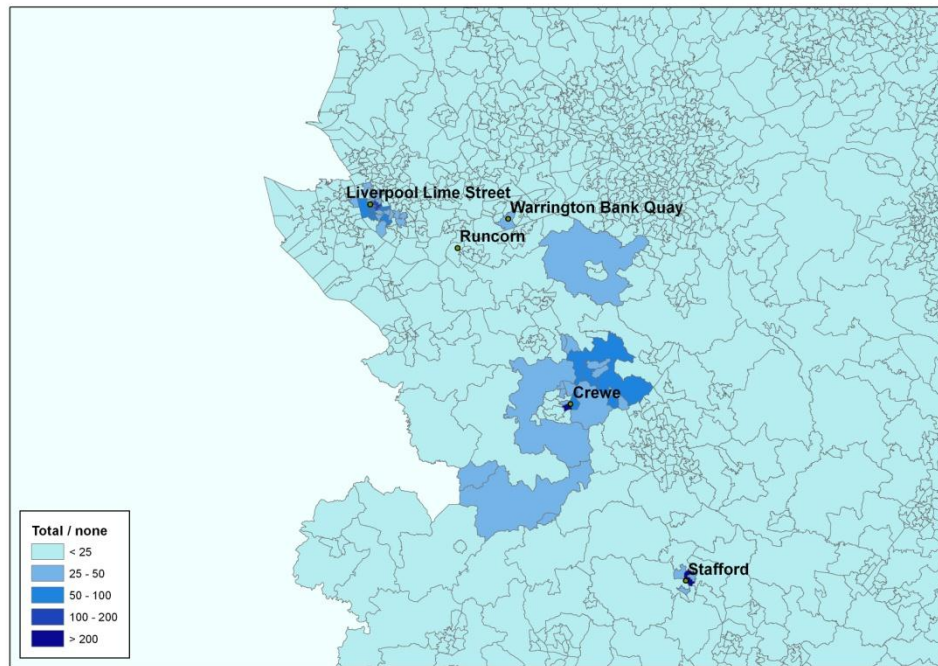 Liverpool Lime Street
Warrington Bank Quay
Runcorn
Crewe
Stafford
Total / none
< 25
25 - 50
50 - 100
100 - 200
> 200